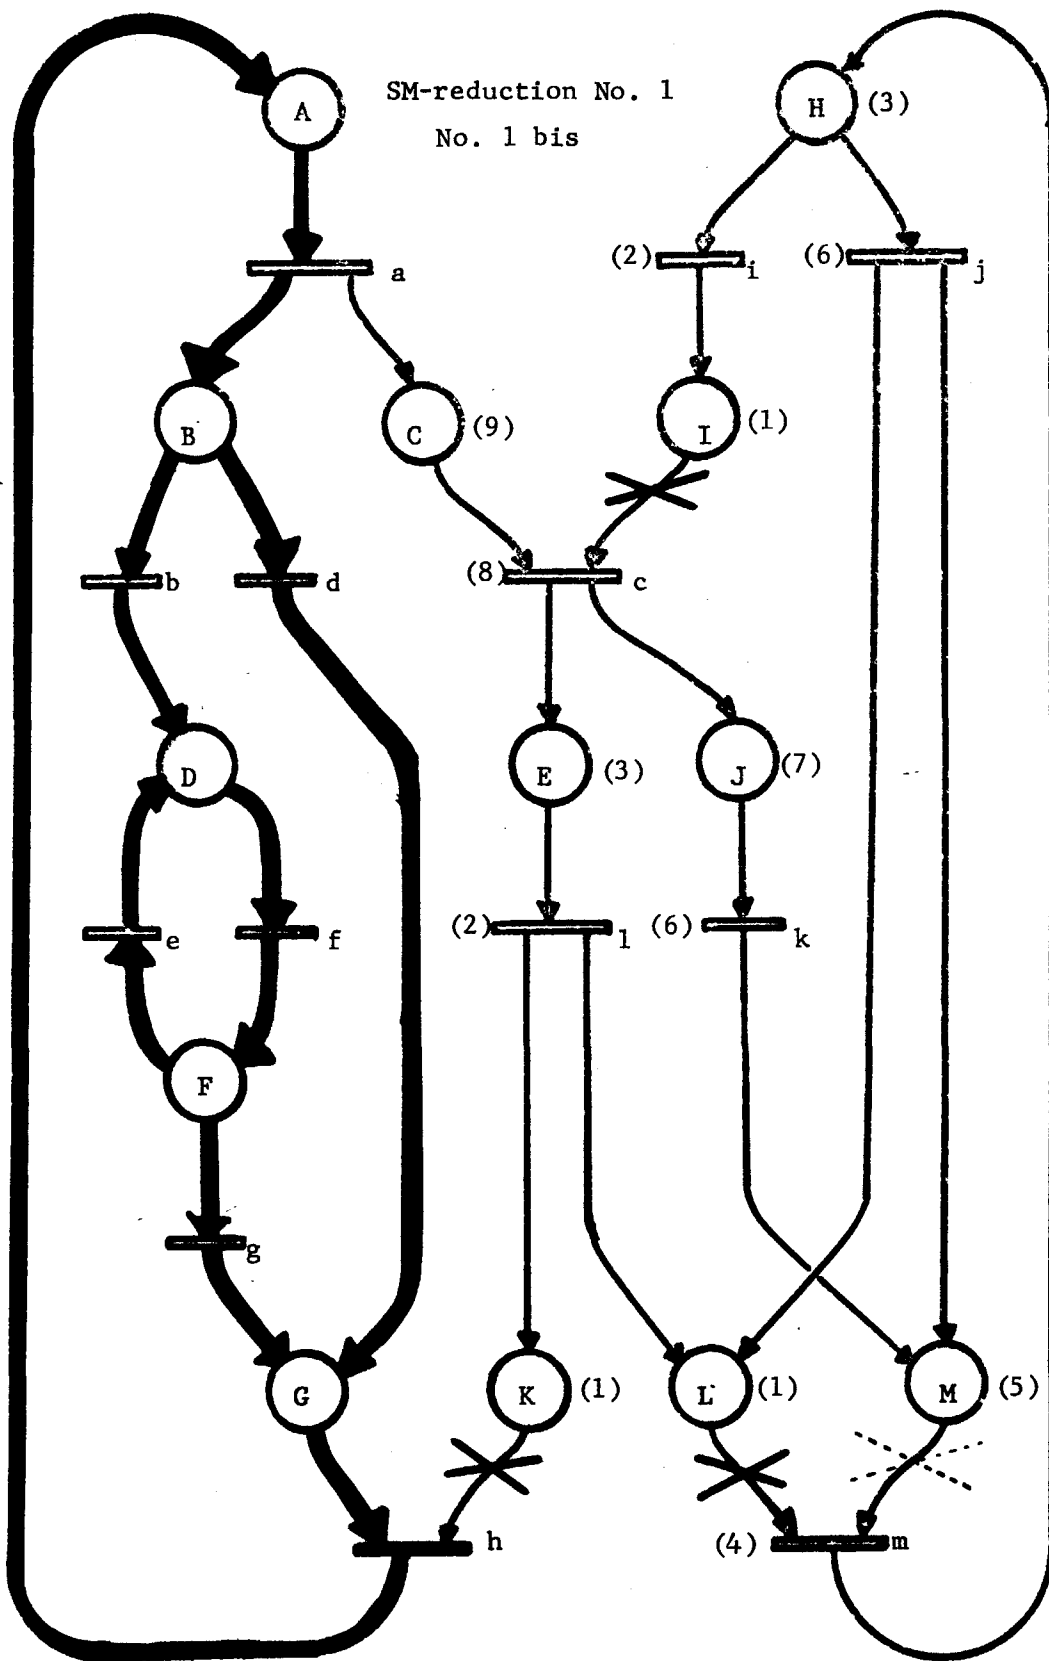 SM-reduction No. 1
No. 1 bis
A
H (3)
a
(2) i
(6) j
B
C (9)
I (1)
b
d
(8) c
D
E (3)
J (7)
e
f
(2) l
(6) k
F
g
G
K (1)
L (1)
M (5)
h
(4) m